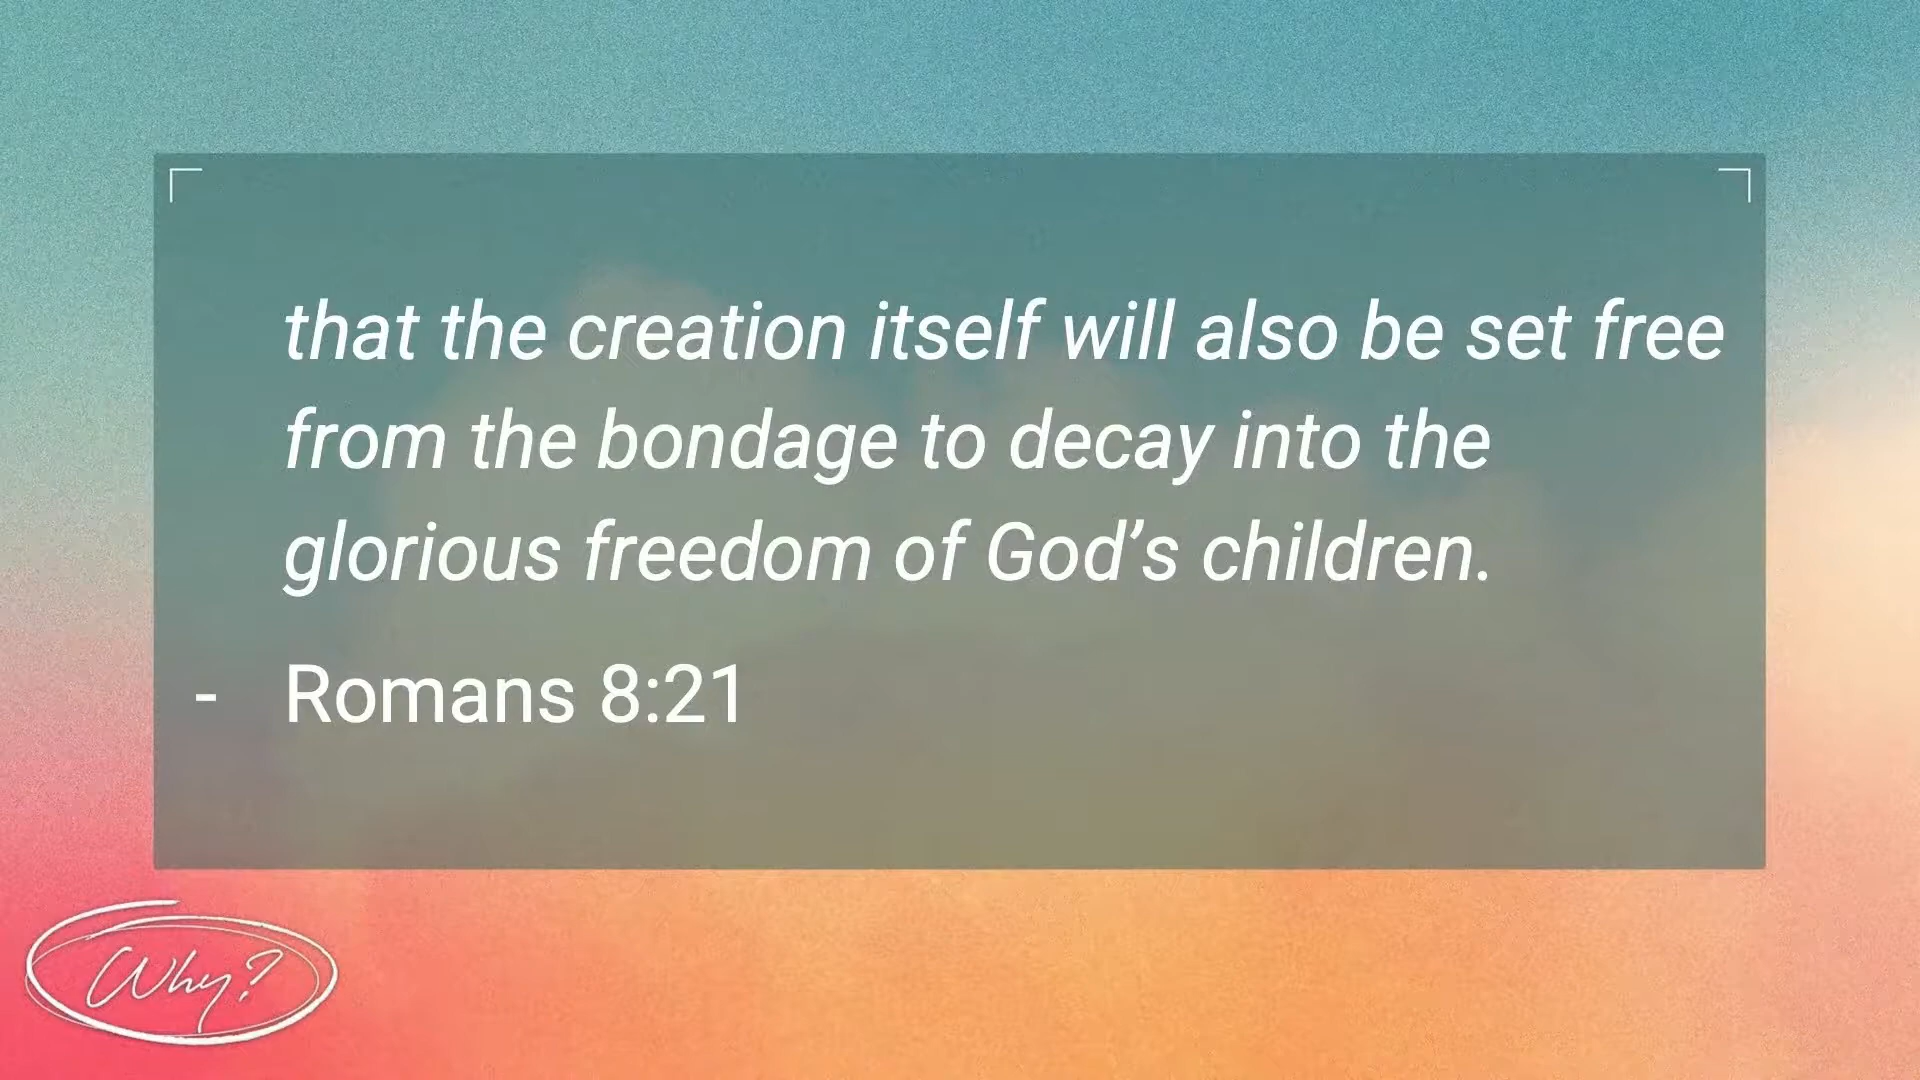 that the creation itself will also be set free
from the bondage to decay into the
glorious freedom of God’s children.
- Romans 8:21
Why?